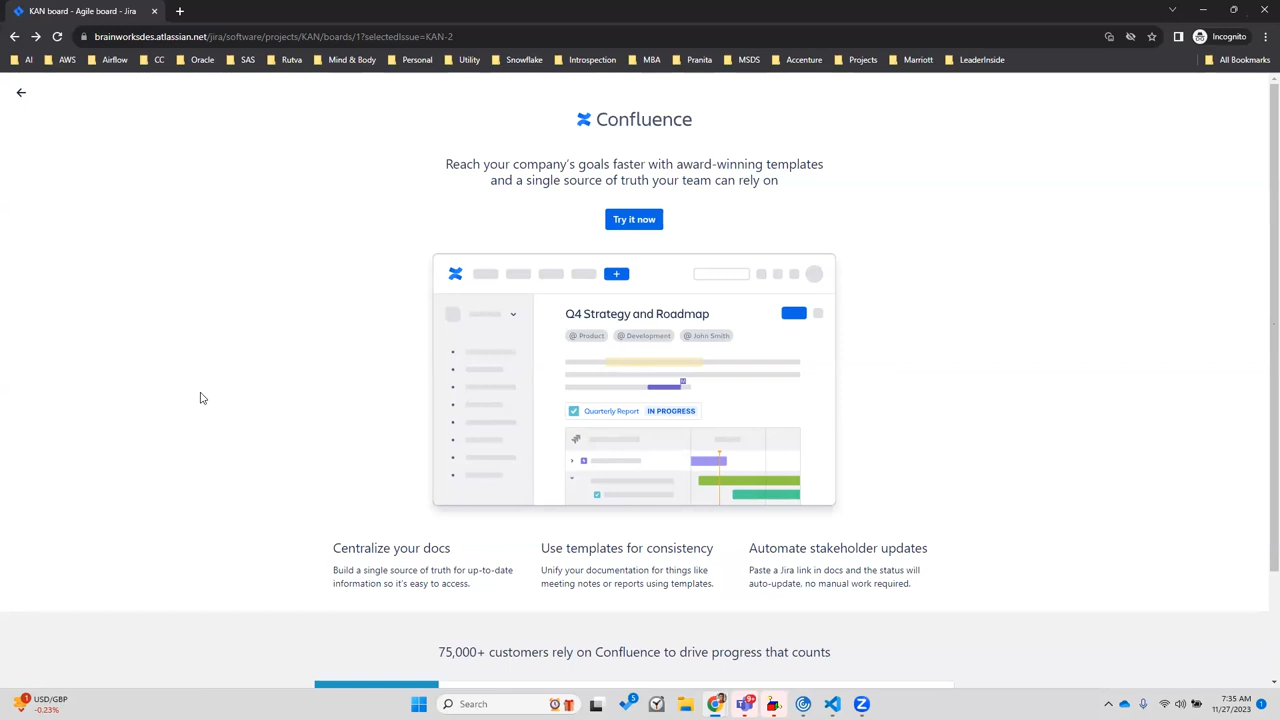 KAN board - Agile board - Jira
brainworksdes.atlassian.net/jira/software/projects/KAN/boards/1?selectedIssue=KAN-2
Incognito
AI AWS Airflow CC Oracle SAS Rutva Mind & Body Personal Utility Snowflake Introspection MBA Pranita MSDS Accenture Projects Marriott LeaderInside All Bookmarks
Confluence
Reach your company's goals faster with award-winning templates
and a single source of truth your team can rely on
Try it now
Q4 Strategy and Roadmap
@ Product @ Development @ John Smith
Quarterly Report IN PROGRESS
Centralize your docs
Build a single source of truth for up-to-date
information so it's easy to access.
Use templates for consistency
Unify your documentation for things like
meeting notes or reports using templates.
Automate stakeholder updates
Paste a Jira link in docs and the status will
auto-update, no manual work required.
75,000+ customers rely on Confluence to drive progress that counts
1
USD/GBP
-0.23%
Search
5
9+
7:35 AM
11/27/2023
1